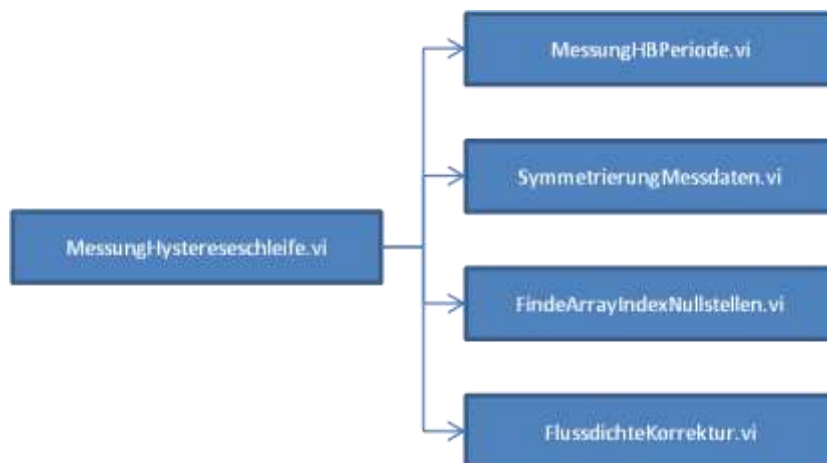 MessungHBPeriode.vi
SymmetrierungMessdaten.vi
MessungHystereseschleife.vi
FindeArrayIndexNullstellen.vi
FlussdichteKorrektur.vi